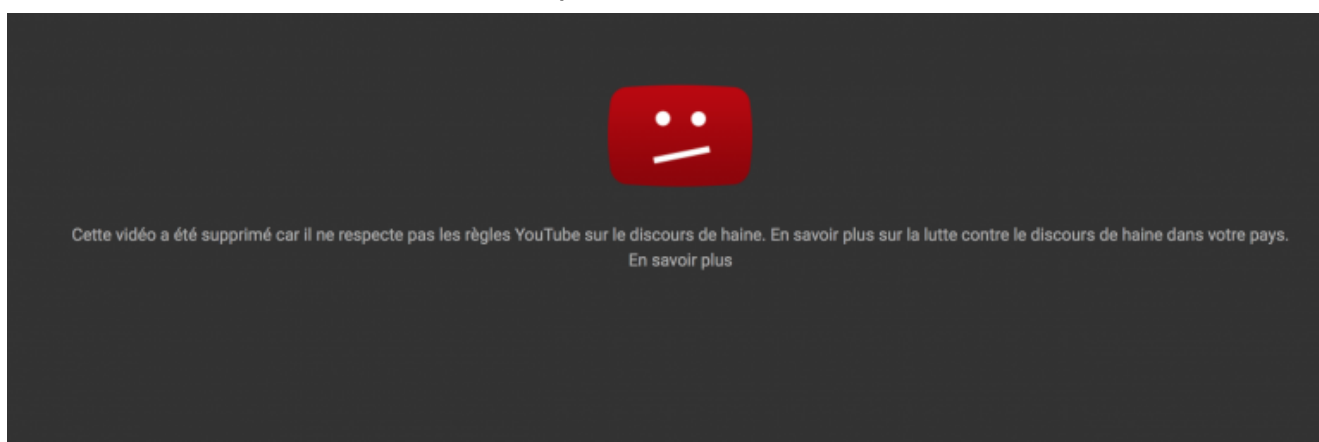 Cette vidéo a été supprimé car il ne respecte pas les règles YouTube sur le discours de haine. En savoir plus sur la lutte contre le discours de haine dans votre pays.
En savoir plus